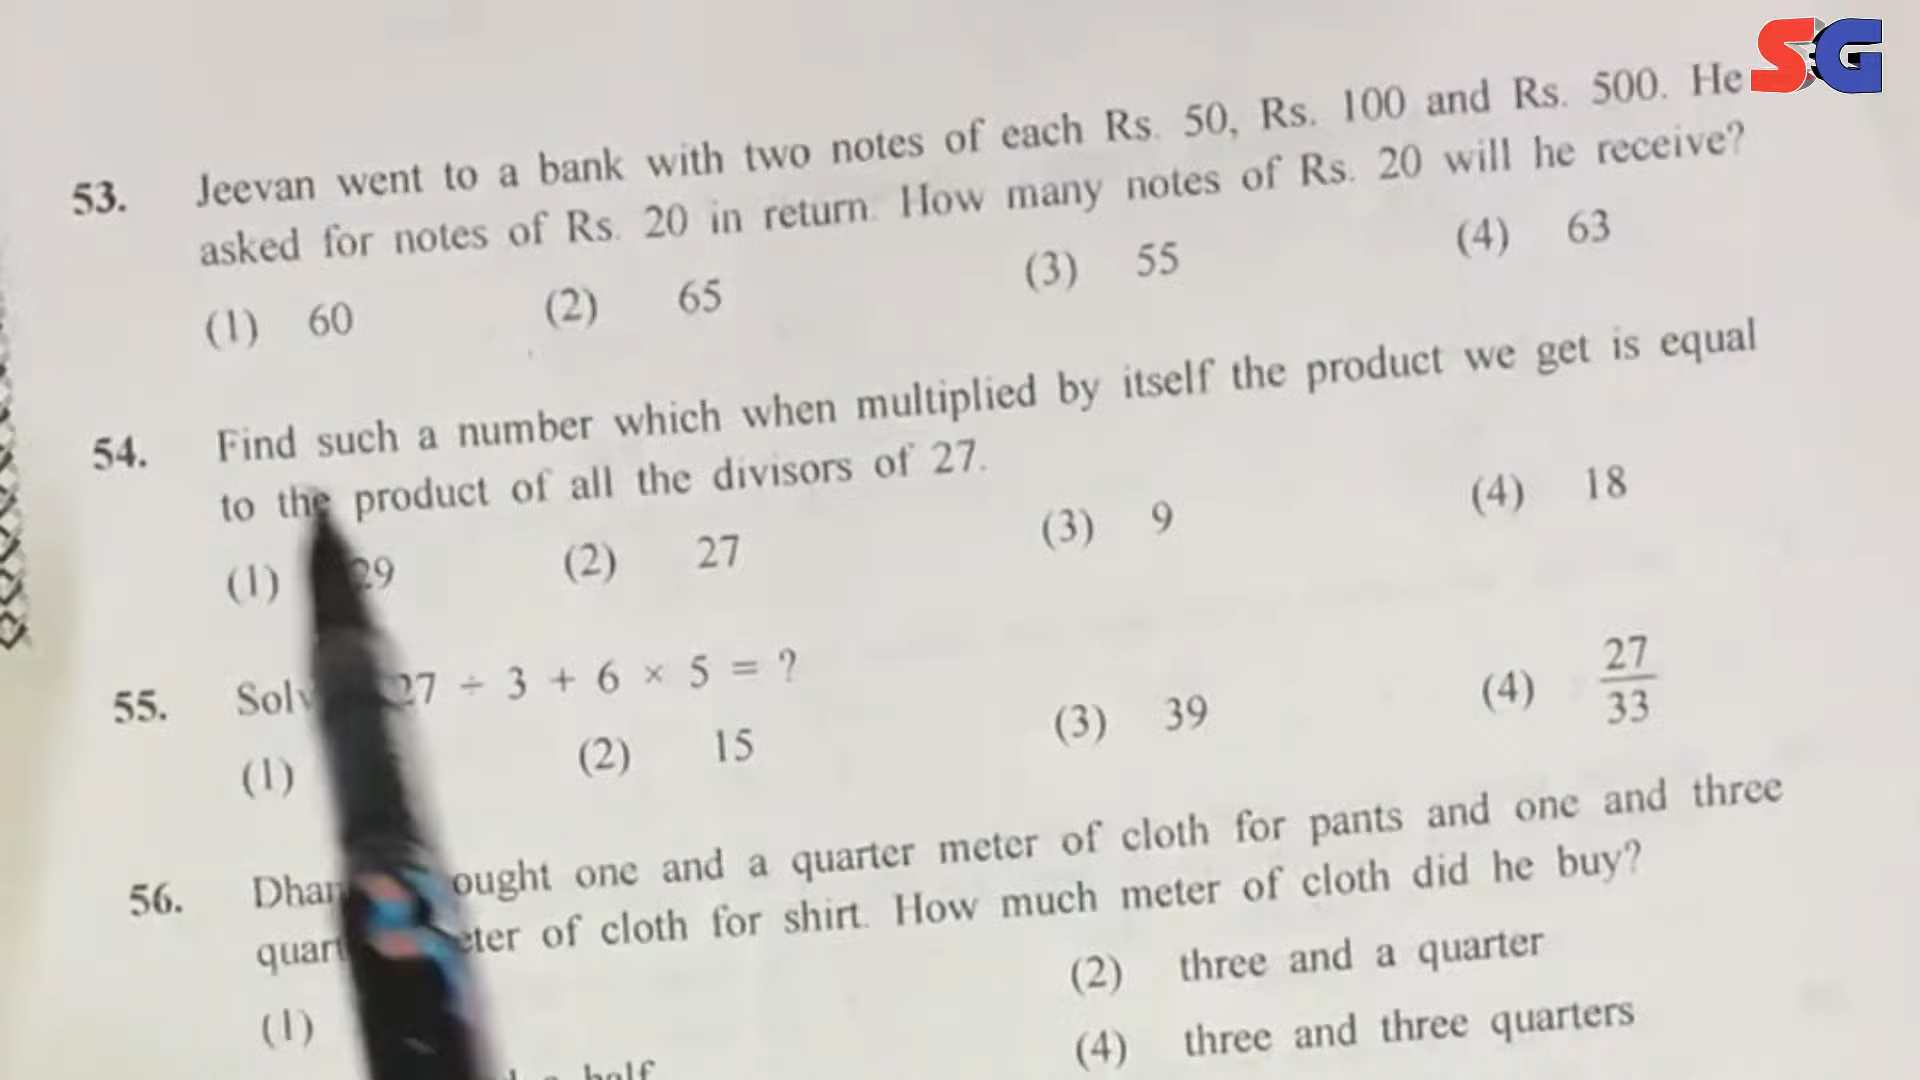 SG
53. Jeevan went to a bank with two notes of each Rs. 50, Rs. 100 and Rs. 500. He
asked for notes of Rs. 20 in return. How many notes of Rs. 20 will he receive?
(1) 60 (2) 65 (3) 55 (4) 63
54. Find such a number which when multiplied by itself the product we get is equal
to the product of all the divisors of 27.
(1) 29 (2) 27 (3) 9 (4) 18
55. 27 ÷ 3 + 6 × 5 = ?
(1) (2) 15 (3) 39 (4) 27/33
56. one and a quarter meter of cloth for pants and one and three
of cloth for shirt. How much meter of cloth did he buy?
(1) (2) three and a quarter
(4) three and three quarters
half